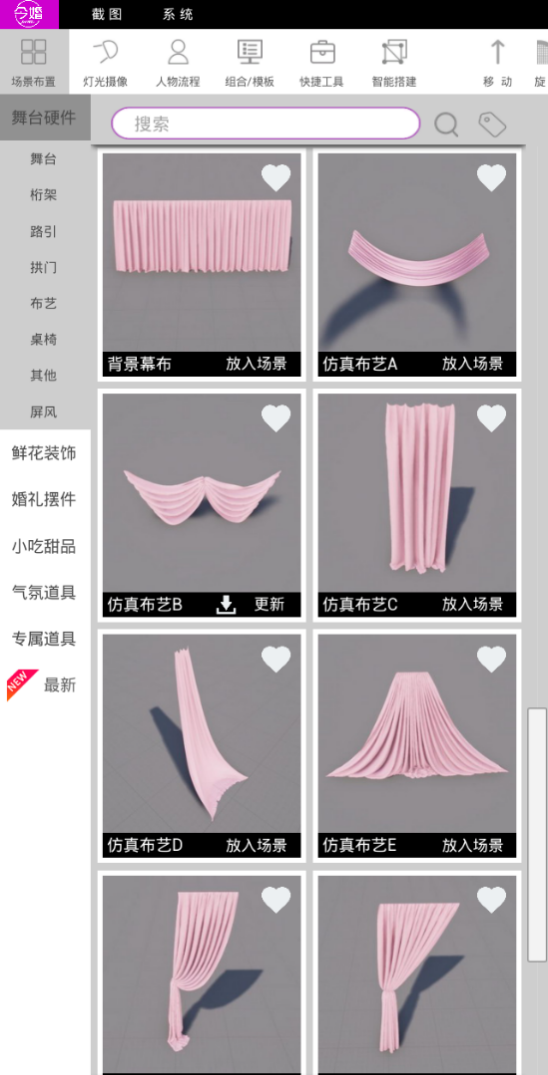 今婚
截图
系统
场景布置
灯光摄像
人物流程
组合/模板
快捷工具
智能搭建
移 动
旋
舞台硬件
搜索
舞台
桁架
路引
拱门
布艺
桌椅
其他
屏风
鲜花装饰
婚礼摆件
小吃甜品
气氛道具
专属道具
NEW
最新
背景幕布 放入场景
仿真布艺A 放入场景
仿真布艺B 更新
仿真布艺C 放入场景
仿真布艺D 放入场景
仿真布艺E 放入场景